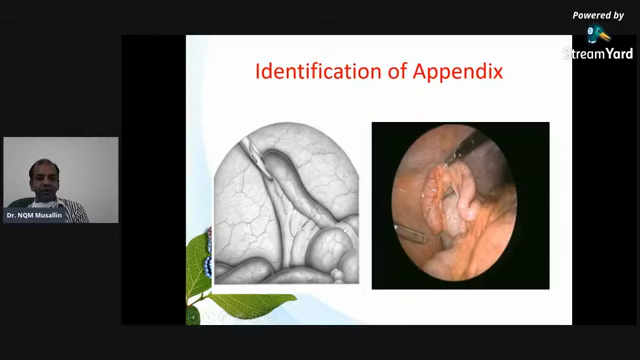 Powered by
StreamYard
Identification of Appendix
Dr. NQM Musallin